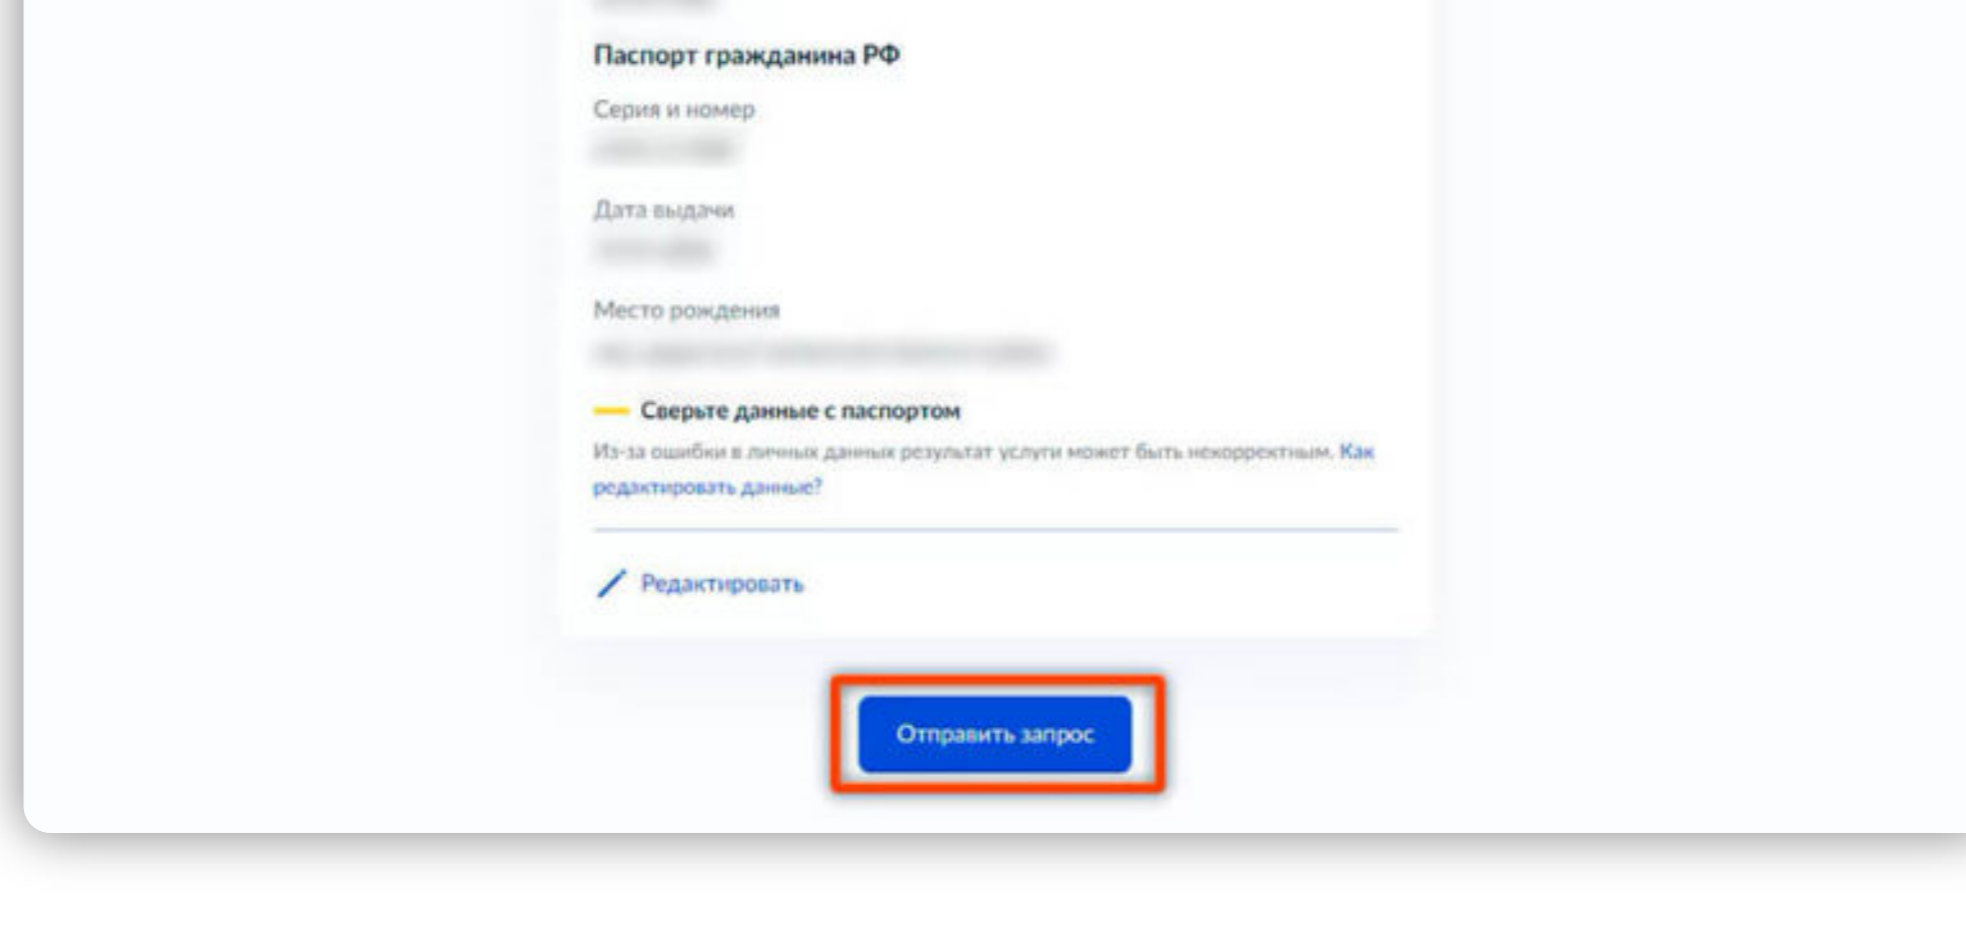 Паспорт гражданина РФ
Серия и номер
Дата выдачи
Место рождения
Сверьте данные с паспортом
Из-за ошибки в личных данных результат услуги может быть некорректным. Как
редактировать данные?
Редактировать
Отправить запрос